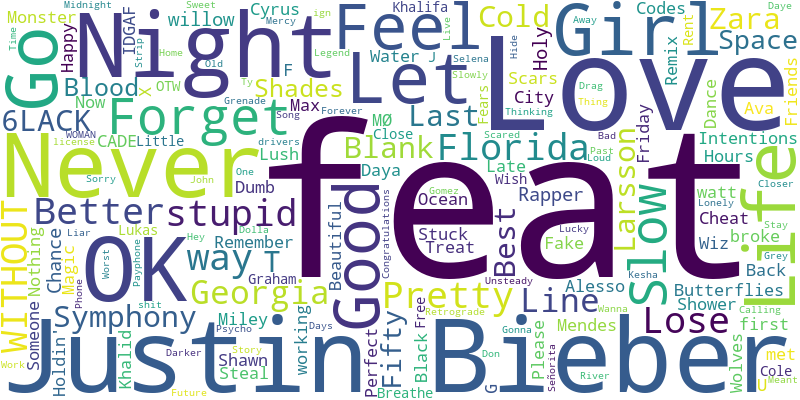 Midnight
Sweet
Mercy
ign
Away
Daye
Monster
willow
Cyrus
Khalifa
Cold
Codes
Rent
Zara
Go
Time
Happy
Night
IDGAF
Strip
Home
Feel
Live
Holy
Girl
Remix
Space
Water
J
Selena
Hide
Legend
Old
F
Let
Love
Blood
X
OTW
Shades
Ty
Slowly
Scars
Drag
Thing
Friends
Now
Max
Grenade
Forever
Fears
City
Thinking
Ava
6LACK
WOMAN
CADE
Forget
Song
MØ
Last
Friday
Dance
Intentions
license
Little
drivers
Close
Scared
Bad
Past
Hours
Never
Lush
Blank
Florida
Loud
Closer
Sorry
John
One
Daya
Late
Larsson
watt
Lonely
Life
Dumb
Wish
Gomez
Better
stupid
Good
Beautiful
Congratulations
Ocean
Rapper
Lucky
Cheat
Stay
WITHOUT
Nothing
Liar
Lukas
Hey
Dolla
feat
Best
Stuck
Treat
Fake
Slow
Wiz
broke
Grey
Chance
Magic
OK
way
Remember
T
Back
Kesha
Someone
Phone
Worst
Payphone
Graham
Unsteady
Alesso
Butterflies
Calling
Georgia
Pretty
Line
Shower
Symphony
shit
Miley
Psycho
Days
Free
Retrograde
Gonna
Lose
Mendes
Wanna
first
Holdin
Khalid
Darker
Shawn
Story
working
Perfect
Fifty
Black
Don
Please
Wolves
met
Work
Justin
Steal
Future
Breathe
G
Bieber
Señorita
River
U
Cole
Meant